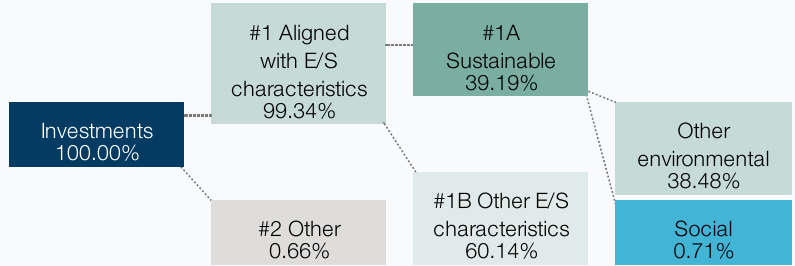 Investments
100.00%
#1 Aligned
with E/S
characteristics
99.34%
#2 Other
0.66%
#1A
Sustainable
39.19%
#1B Other E/S
characteristics
60.14%
Other
environmental
38.48%
Social
0.71%